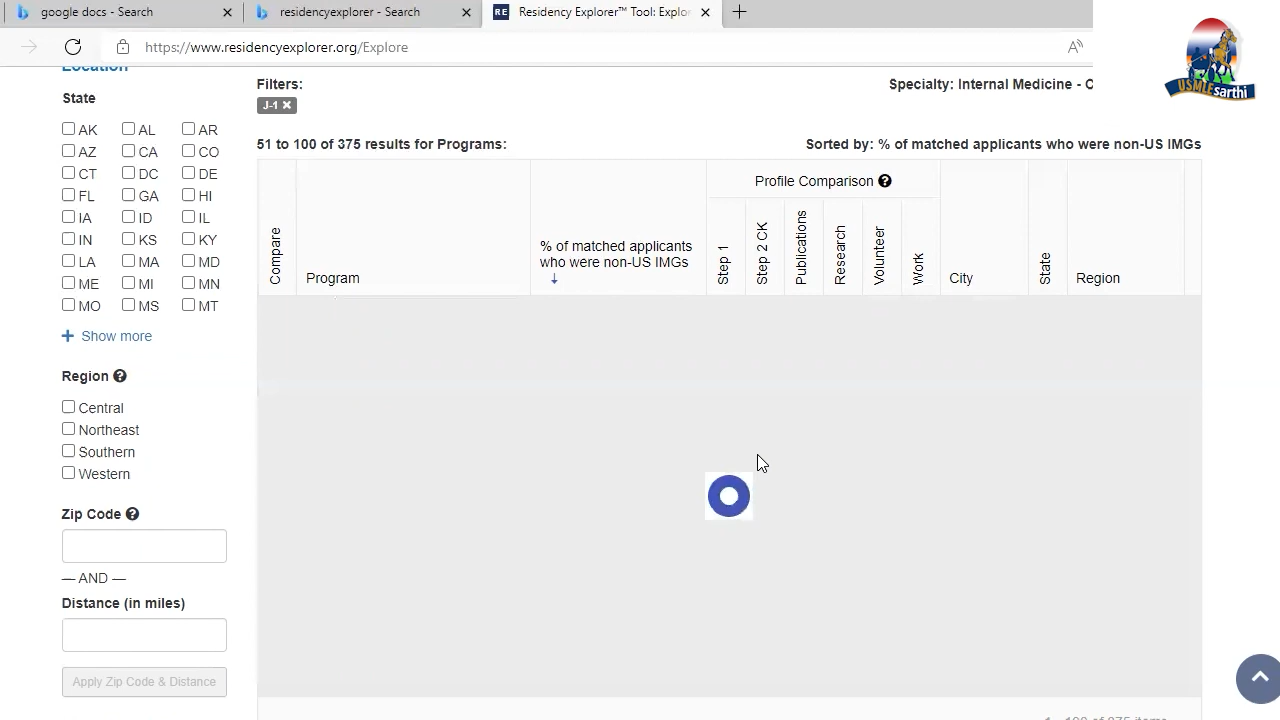 google docs - Search
residencyexplorer - Search
RE
Residency Explorer™ Tool: Explor
https://www.residencyexplorer.org/Explore
USMLEsarthi
Location
State
AK AL AR
AZ CA CO
CT DC DE
FL GA HI
IA ID IL
IN KS KY
LA MA MD
ME MI MN
MO MS MT
+ Show more
Region
Central
Northeast
Southern
Western
Zip Code
— AND —
Distance (in miles)
Apply Zip Code & Distance
Filters:
Specialty: Internal Medicine - C
J-1
51 to 100 of 375 results for Programs:
Sorted by: % of matched applicants who were non-US IMGs
Compare
Program
% of matched applicants
who were non-US IMGs
Profile Comparison
Step 1
Step 2 CK
Publications
Research
Volunteer
Work
City
State
Region